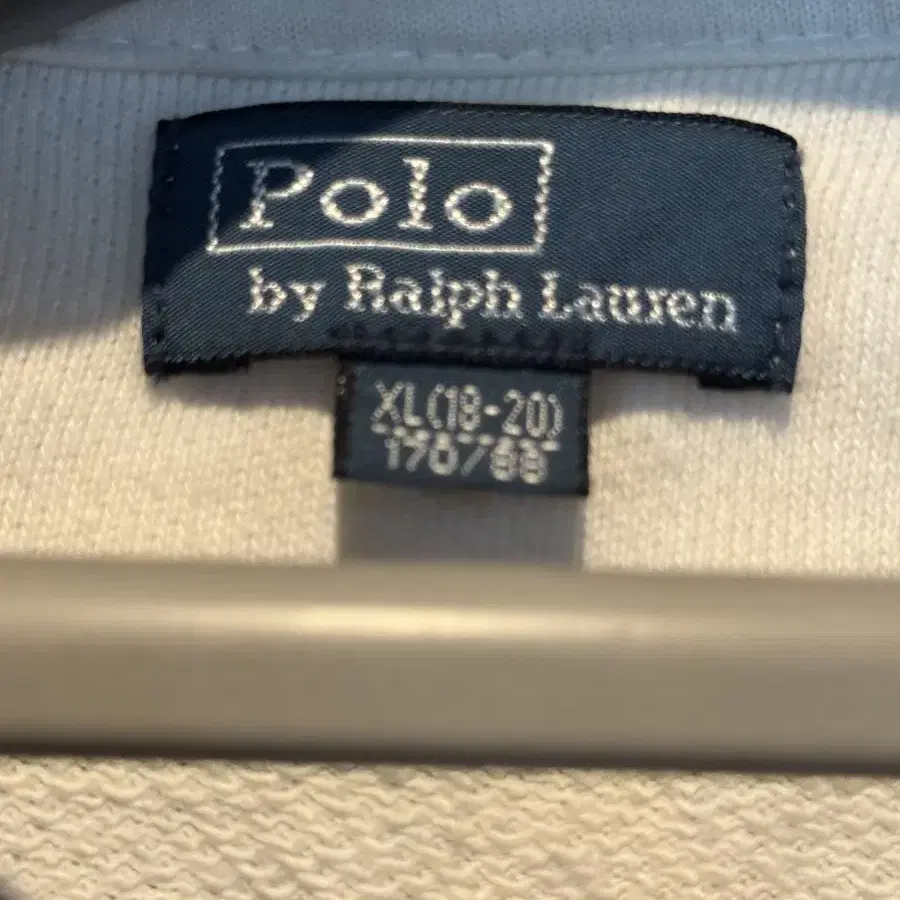 Polo
by Ralph Lauren
XL(18-20)
170/88